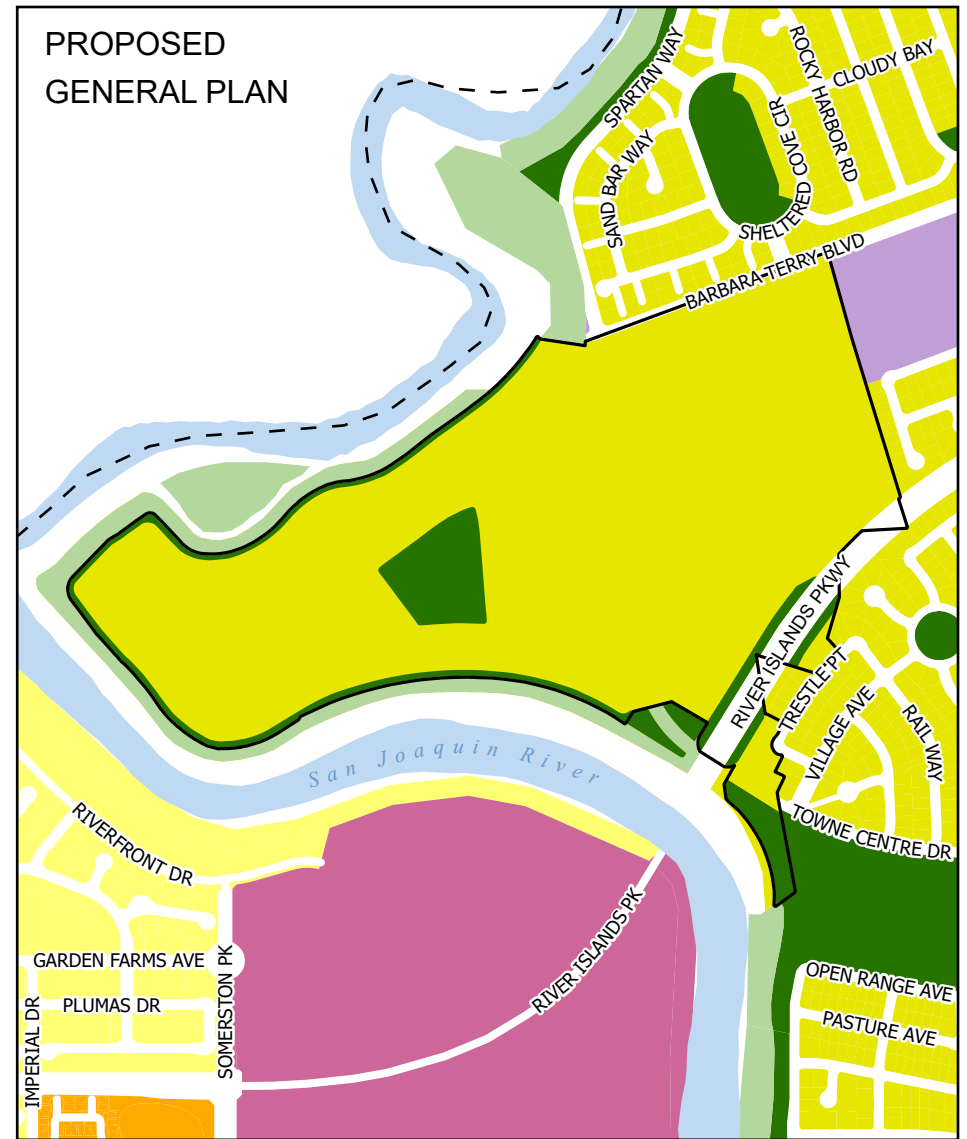 PROPOSED
GENERAL PLAN
SPARTAN WAY
ROCKY HARBOR RD
CLOUDY BAY
SAND BAR WAY
SHELTERED COVE CIR
BARBARA TERRY BLVD
RIVER ISLANDS PKWY
TRESTLE PT
VILLAGE AVE
RAIL WAY
San Joaquin River
TOWNE CENTRE DR
RIVERFRONT DR
RIVER ISLANDS PK
GARDEN FARMS AVE
SOMERSTON PK
PLUMAS DR
IMPERIAL DR
OPEN RANGE AVE
PASTURE AVE